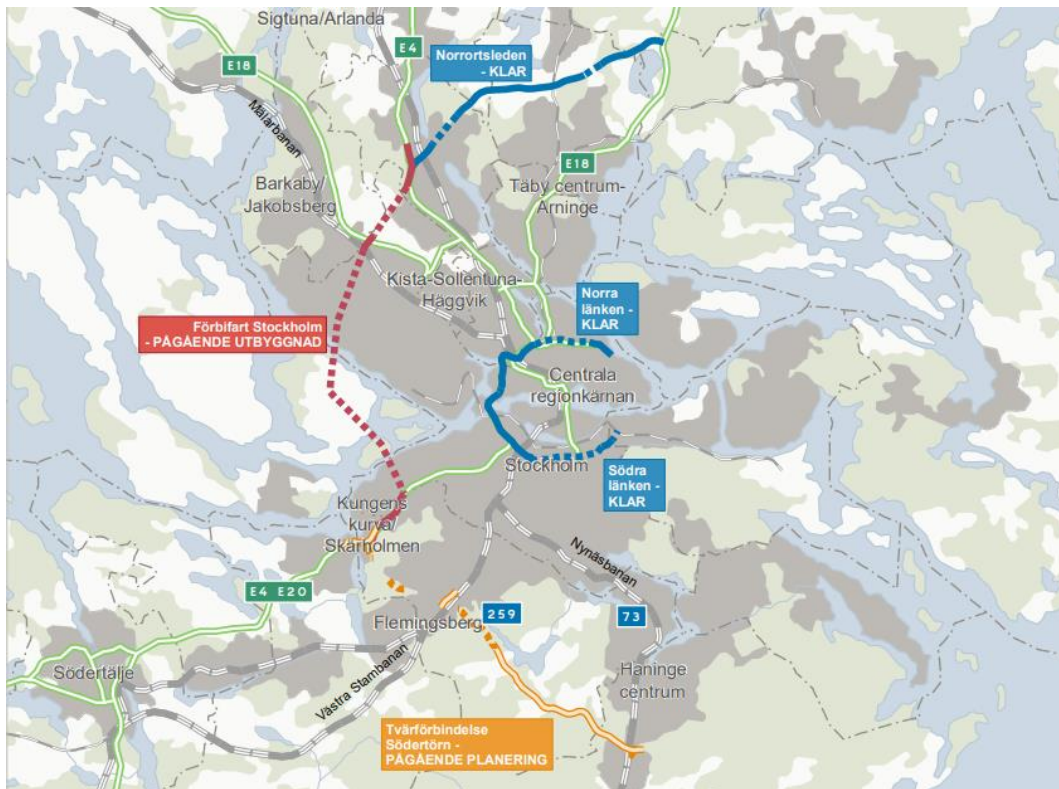 Sigtuna/Arlanda
E4
E18
Norrortsleden
- KLAR
Mälarbanan
Barkaby/
Jakobsberg
E18
Täby centrum-
Arninge
Kista-Sollentuna-
Häggvik
Norra
länken -
KLAR
Förbifart Stockholm
- PÅGÅENDE UTBYGGNAD
Centrala
regionkärnan
Stockholm
Södra
länken -
KLAR
Kungens
kurva/
Skärholmen
Nynäsbanan
E4 E20
Flemingsberg
259
73
Södertälje
Västra Stambanan
Haninge
centrum
Tvärförbindelse
Södertörn -
PÅGÅENDE PLANERING